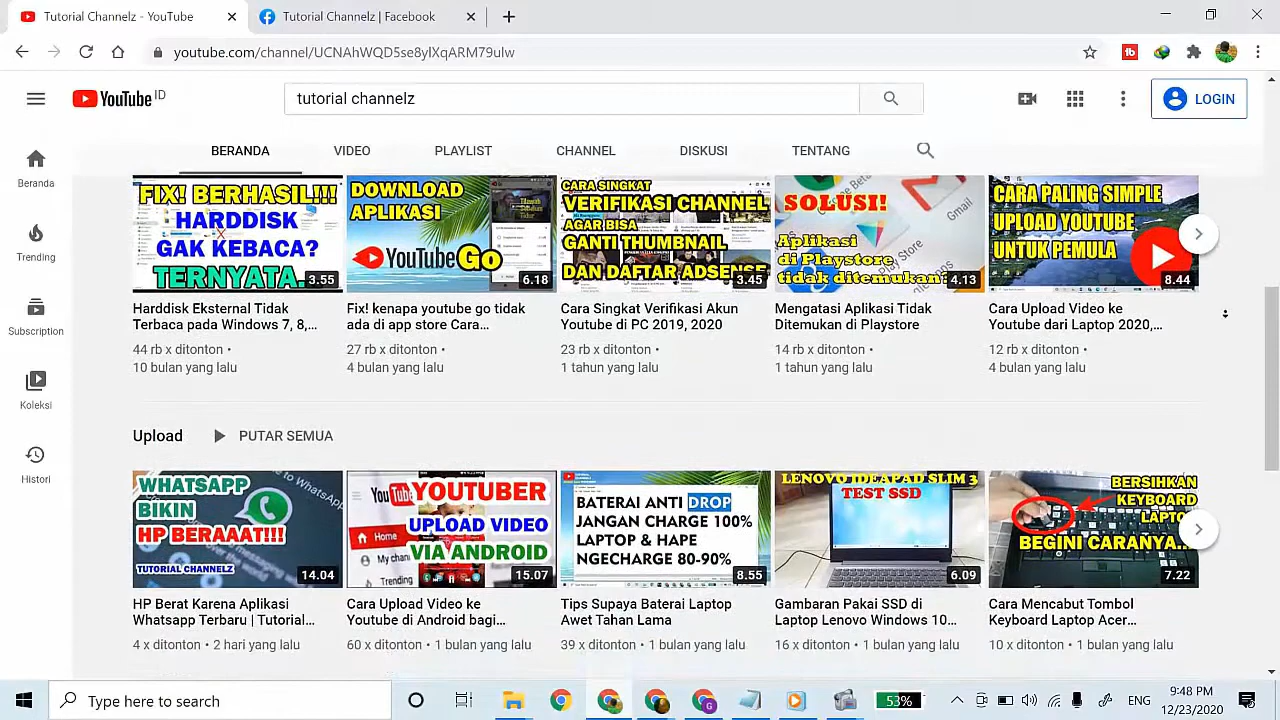 Tutorial Channelz - YouTube
Tutorial Channelz | Facebook
youtube.com/channel/UCNAhWQD5se8ylXqARM79ulw
YouTube ID
tutorial channelz
LOGIN
BERANDA
VIDEO
PLAYLIST
CHANNEL
DISKUSI
TENTANG
Beranda
Trending
Subscription
Koleksi
Histori
FIX! BERHASIL!!!
HARDDISK
GAK KEBACA?
TERNYATA..
3.55
DOWNLOAD
APLIKASI
YouTube Go
6.18
CARA SINGKAT
VERIFIKASI CHANNEL
AGAR BISA
GANTI THUMBNAIL
DAN DAFTAR ADSENSE
3.45
SOLUSI!
Aplikasi
di Playstore
tidak ditemukan
4.13
CARA PALING SIMPLE
UPLOAD YOUTUBE
UNTUK PEMULA
8.44
Harddisk Eksternal Tidak
Terbaca pada Windows 7, 8,...
44 rb x ditonton •
10 bulan yang lalu
Fix! kenapa youtube go tidak
ada di app store Cara...
27 rb x ditonton •
4 bulan yang lalu
Cara Singkat Verifikasi Akun
Youtube di PC 2019, 2020
23 rb x ditonton •
1 tahun yang lalu
Mengatasi Aplikasi Tidak
Ditemukan di Playstore
14 rb x ditonton •
1 tahun yang lalu
Cara Upload Video ke
Youtube dari Laptop 2020,...
12 rb x ditonton •
4 bulan yang lalu
Upload
PUTAR SEMUA
WHATSAPP
BIKIN
HP BERAAAT!!!
TUTORIAL CHANNELZ
14.04
YOUTUBER
UPLOAD VIDEO
VIA ANDROID
Home
Trending
15.07
BATERAI ANTI DROP
JANGAN CHARGE 100%
LAPTOP & HAPE
NGECHARGE 80-90%
8.55
LENOVO IDEAPAD SLIM 3
TEST SSD
6.09
BERSIHKAN
KEYBOARD
LAPTOP
BEGINI CARANYA..
7.22
HP Berat Karena Aplikasi
Whatsapp Terbaru | Tutorial...
4 x ditonton • 2 hari yang lalu
Cara Upload Video ke
Youtube di Android bagi...
60 x ditonton • 1 bulan yang lalu
Tips Supaya Baterai Laptop
Awet Tahan Lama
39 x ditonton • 1 bulan yang lalu
Gambaran Pakai SSD di
Laptop Lenovo Windows 10...
16 x ditonton • 1 bulan yang lalu
Cara Mencabut Tombol
Keyboard Laptop Acer...
10 x ditonton • 1 bulan yang lalu
Type here to search
53%
ENG
9:48 PM
12/23/2020